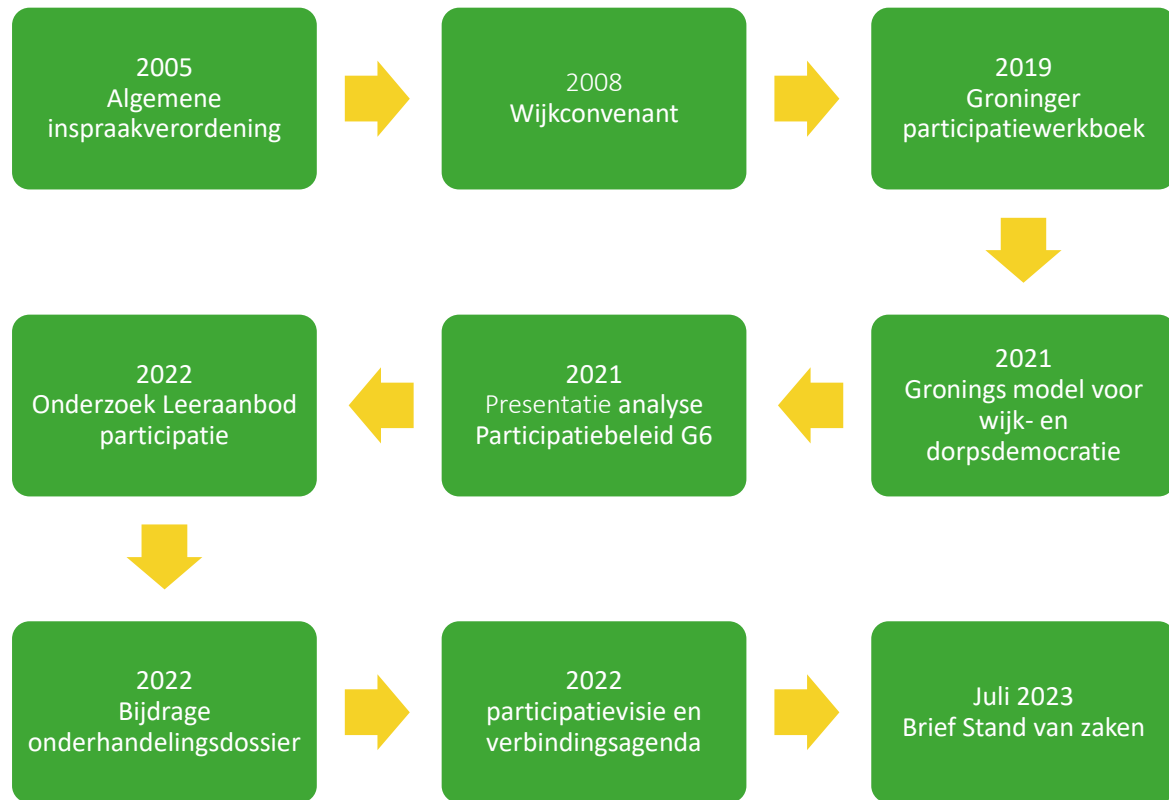 2005
Algemene
inspraakverordening
2008
Wijkconvenant
2019
Groninger
participatiewerkboek
2021
Gronings model voor
wijk- en
dorpsdemocratie
2021
Presentatie analyse
Participatiebeleid G6
2022
Onderzoek Leeraanbod
participatie
2022
Bijdrage
onderhandelingsdossier
2022
participatievisie en
verbindingsagenda
Juli 2023
Brief Stand van zaken